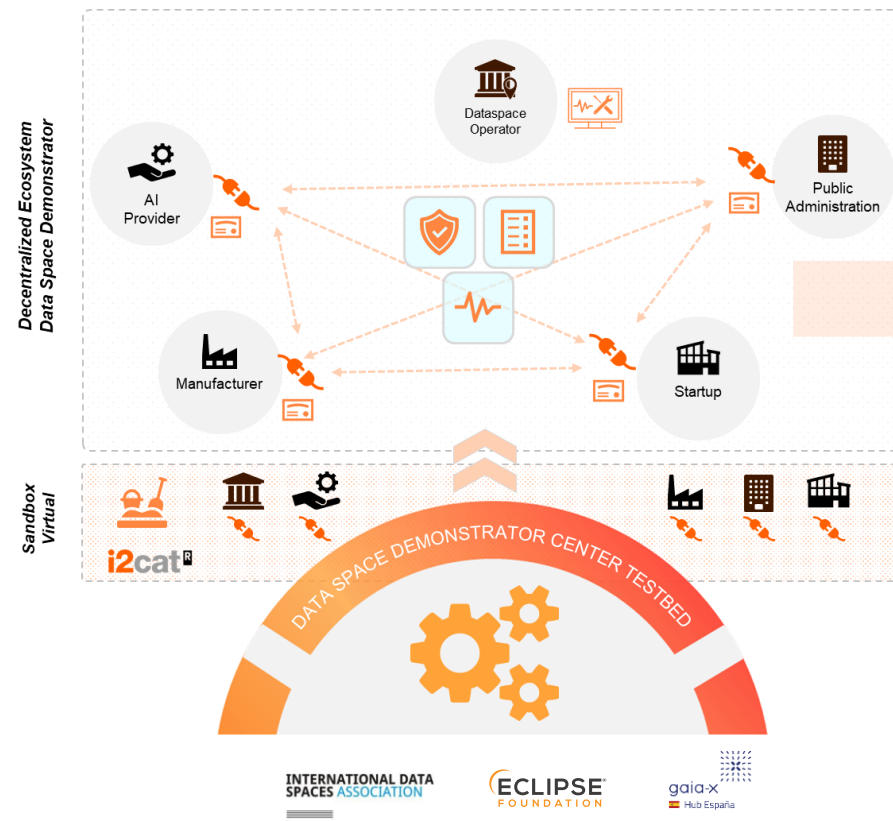 Decentralized Ecosystem
Data Space Demonstrator
Dataspace
Operator
AI
Provider
Public
Administration
Manufacturer
Startup
Sandbox
Virtual
i2cat R
DATA SPACE DEMONSTRATOR CENTER TESTBED
INTERNATIONAL DATA
SPACES ASSOCIATION
ECLIPSE®
FOUNDATION
gaia-x
Hub España